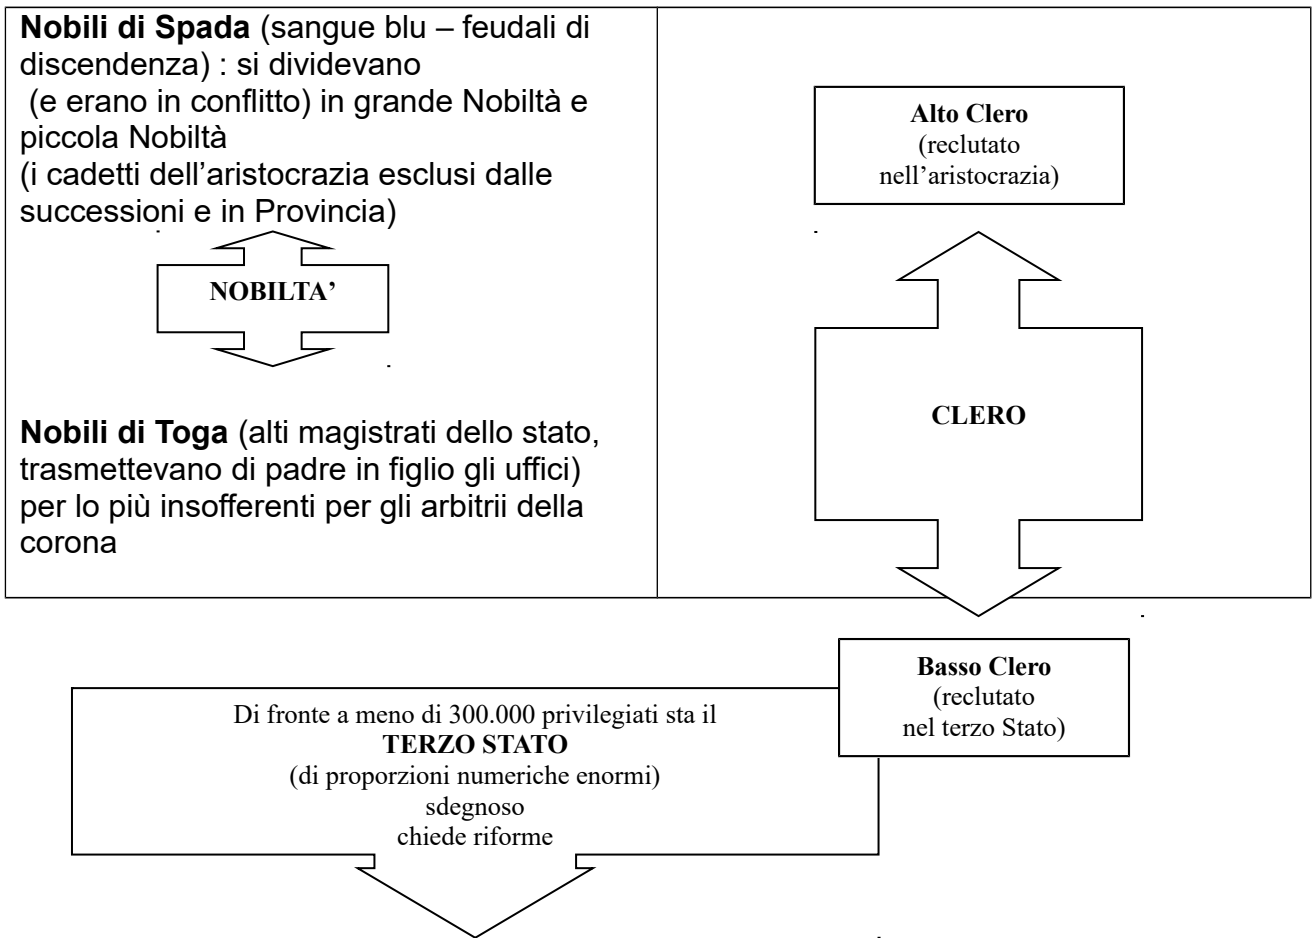 Nobili di Spada (sangue blu – feudali di
discendenza) : si dividevano
(e erano in conflitto) in grande Nobiltà e
piccola Nobiltà
(i cadetti dell’aristocrazia esclusi dalle
successioni e in Provincia)
NOBILTA’
Nobili di Toga (alti magistrati dello stato,
trasmettevano di padre in figlio gli uffici)
per lo più insofferenti per gli arbitrii della
corona
Alto Clero
(reclutato
nell’aristocrazia)
CLERO
Basso Clero
(reclutato
nel terzo Stato)
Di fronte a meno di 300.000 privilegiati sta il
TERZO STATO
(di proporzioni numeriche enormi)
sdegnoso
chiede riforme